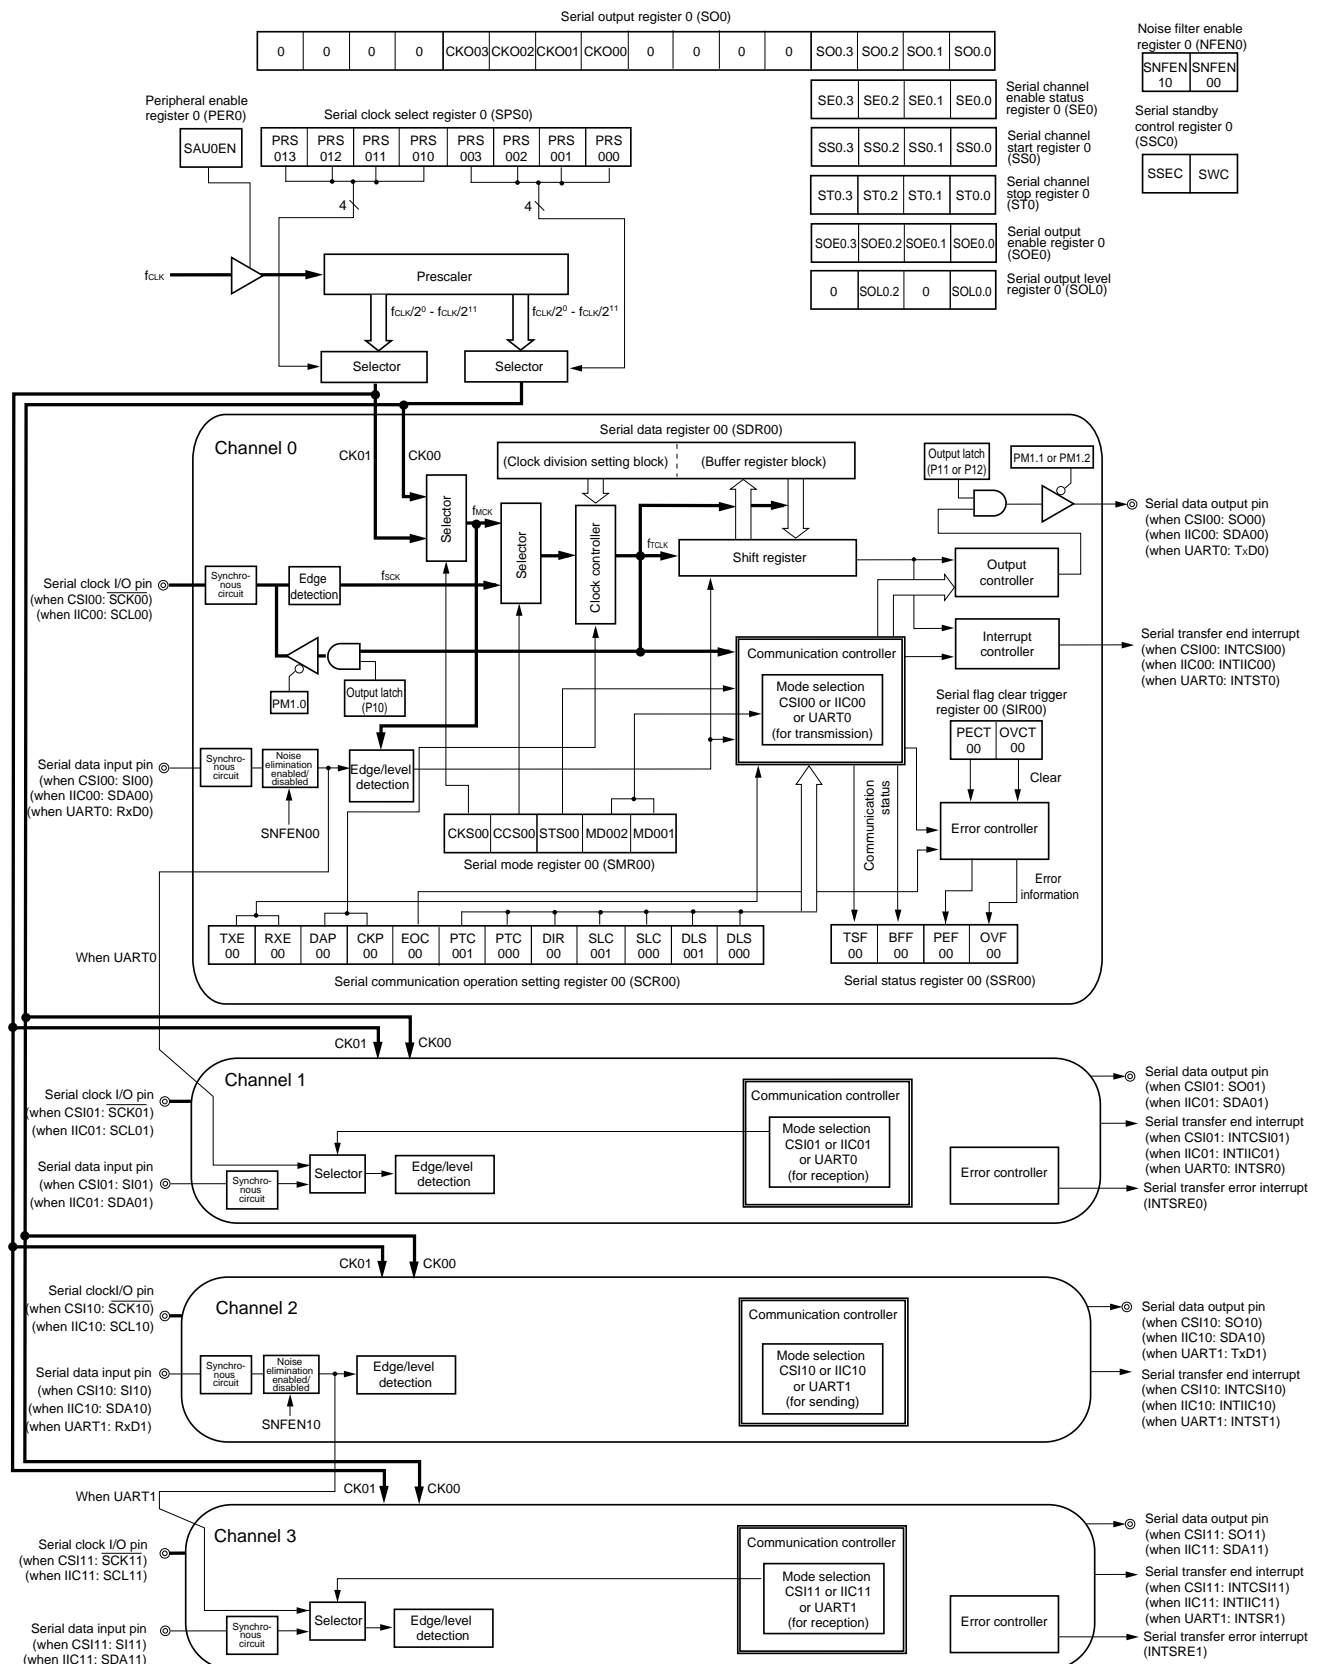 Serial output register 0 (SO0)
0 0 0 0 CKO03 CKO02 CKO01 CKO00 0 0 0 0 SO0.3 SO0.2 SO0.1 SO0.0
Noise filter enable
register 0 (NFEN0)
SNFEN SNFEN
10 00
Peripheral enable
register 0 (PER0)
SAU0EN
Serial clock select register 0 (SPS0)
PRS PRS PRS PRS PRS PRS PRS PRS
013 012 011 010 003 002 001 000
4 4
SE0.3 SE0.2 SE0.1 SE0.0
Serial channel
enable status
register 0 (SE0)
SS0.3 SS0.2 SS0.1 SS0.0
Serial channel
start register 0
(SS0)
ST0.3 ST0.2 ST0.1 ST0.0
Serial channel
stop register 0
(ST0)
SOE0.3 SOE0.2 SOE0.1 SOE0.0
Serial output
enable register 0
(SOE0)
0 SOL0.2 0 SOL0.0
Serial output level
register 0 (SOL0)
Serial standby
control register 0
(SSC0)
SSEC SWC
fCLK
Prescaler
fCLK/2⁰ - fCLK/2¹¹ fCLK/2⁰ - fCLK/2¹¹
Selector Selector
Channel 0
CK01 CK00
Serial data register 00 (SDR00)
(Clock division setting block) (Buffer register block)
Output latch
(P11 or P12)
PM1.1 or PM1.2
Serial data output pin
(when CSI00: SO00)
(when IIC00: SDA00)
(when UART0: TxD0)
Selector
fMCK
Selector
Clock controller
fTCLK
Shift register
Output
controller
Serial clock I/O pin
(when CSI00: SCK00)
(when IIC00: SCL00)
Synchro-
nous
circuit
Edge
detection
fSCK
PM1.0
Output latch
(P10)
Communication controller
Mode selection
CSI00 or IIC00
or UART0
(for transmission)
Interrupt
controller
Serial transfer end interrupt
(when CSI00: INTCSI00)
(when IIC00: INTIIC00)
(when UART0: INTST0)
Serial flag clear trigger
register 00 (SIR00)
PECT OVCT
00 00
Clear
Serial data input pin
(when CSI00: SI00)
(when IIC00: SDA00)
(when UART0: RxD0)
Synchro-
nous
circuit
Noise
elimination
enabled/
disabled
SNFEN00
Edge/level
detection
CKS00 CCS00 STS00 MD002 MD001
Serial mode register 00 (SMR00)
Communication
status
Error controller
Error
information
TXE RXE DAP CKP EOC PTC PTC DIR SLC SLC DLS DLS
00 00 00 00 00 001 000 00 001 000 001 000
Serial communication operation setting register 00 (SCR00)
TSF BFF PEF OVF
00 00 00 00
Serial status register 00 (SSR00)
When UART0
CK01 CK00
Channel 1
Serial clock I/O pin
(when CSI01: SCK01)
(when IIC01: SCL01)
Serial data input pin
(when CSI01: SI01)
(when IIC01: SDA01)
Synchro-
nous
circuit
Selector
Edge/level
detection
Communication controller
Mode selection
CSI01 or IIC01
or UART0
(for reception)
Error controller
Serial data output pin
(when CSI01: SO01)
(when IIC01: SDA01)
Serial transfer end interrupt
(when CSI01: INTCSI01)
(when IIC01: INTIIC01)
(when UART0: INTSR0)
Serial transfer error interrupt
(INTSRE0)
CK01 CK00
Channel 2
Serial clockI/O pin
(when CSI10: SCK10)
(when IIC10: SCL10)
Serial data input pin
(when CSI10: SI10)
(when IIC10: SDA10)
(when UART1: RxD1)
Synchro-
nous
circuit
Noise
elimination
enabled/
disabled
SNFEN10
Edge/level
detection
Communication controller
Mode selection
CSI10 or IIC10
or UART1
(for sending)
Serial data output pin
(when CSI10: SO10)
(when IIC10: SDA10)
(when UART1: TxD1)
Serial transfer end interrupt
(when CSI10: INTCSI10)
(when IIC10: INTIIC10)
(when UART1: INTST1)
When UART1
CK01 CK00
Channel 3
Serial clock I/O pin
(when CSI11: SCK11)
(when IIC11: SCL11)
Serial data input pin
(when CSI11: SI11)
(when IIC11: SDA11)
Synchro-
nous
circuit
Selector
Edge/level
detection
Communication controller
Mode selection
CSI11 or IIC11
or UART1
(for reception)
Error controller
Serial data output pin
(when CSI11: SO11)
(when IIC11: SDA11)
Serial transfer end interrupt
(when CSI11: INTCSI11)
(when IIC11: INTIIC11)
(when UART1: INTSR1)
Serial transfer error interrupt
(INTSRE1)